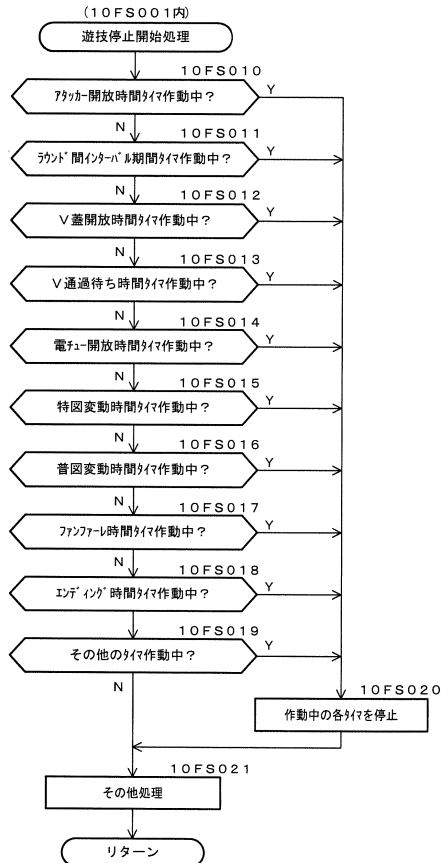 (10FS001内)
遊技停止開始処理
10FS010
アタッカー開放時間タイマ作動中？
Y
N
10FS011
ラウンド間インターバル期間タイマ作動中？
Y
N
10FS012
V蓋開放時間タイマ作動中？
Y
N
10FS013
V通過待ち時間タイマ作動中？
Y
N
10FS014
電チュー開放時間タイマ作動中？
Y
N
10FS015
特図変動時間タイマ作動中？
Y
N
10FS016
普図変動時間タイマ作動中？
Y
N
10FS017
ファンファーレ時間タイマ作動中？
Y
N
10FS018
エンディング時間タイマ作動中？
Y
10FS019
その他のタイマ作動中？
Y
N
10FS020
作動中の各タイマを停止
10FS021
その他処理
リターン